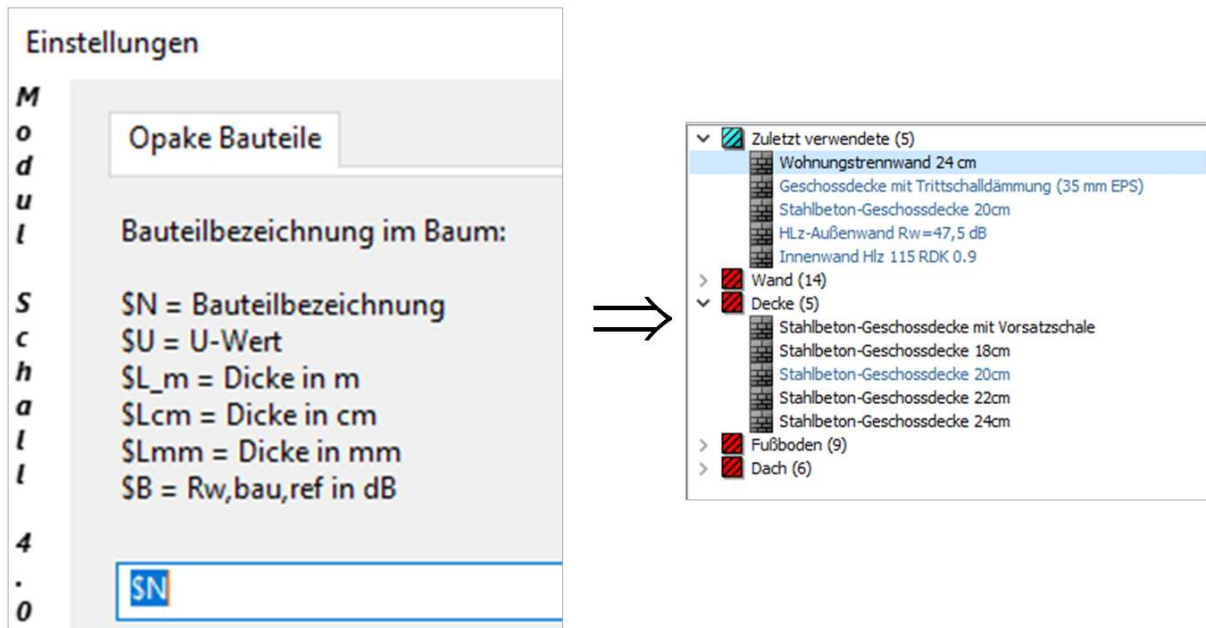 Einstellungen
Modul Schall 4.0
Opake Bauteile
Bauteilbezeichnung im Baum:
$N = Bauteilbezeichnung
$U = U-Wert
$L_m = Dicke in m
$Lcm = Dicke in cm
$Lmm = Dicke in mm
$B = Rw,bau,ref in dB
$N
Zuletzt verwendete (5)
Wohnungstrennwand 24 cm
Geschossdecke mit Trittschalldämmung (35 mm EPS)
Stahlbeton-Geschossdecke 20cm
HLz-Außenwand Rw=47,5 dB
Innenwand Hlz 115 RDK 0.9
Wand (14)
Decke (5)
Stahlbeton-Geschossdecke mit Vorsatzschale
Stahlbeton-Geschossdecke 18cm
Stahlbeton-Geschossdecke 20cm
Stahlbeton-Geschossdecke 22cm
Stahlbeton-Geschossdecke 24cm
Fußboden (9)
Dach (6)